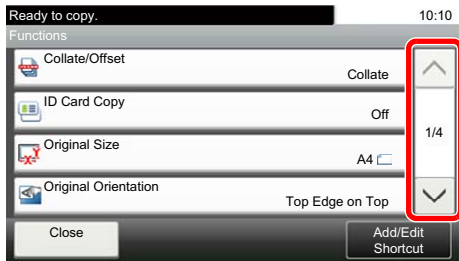 Ready to copy. 10:10
Functions
Collate/Offset
Collate
ID Card Copy
Off
1/4
Original Size
A4
Original Orientation
Top Edge on Top
Close
Add/Edit
Shortcut